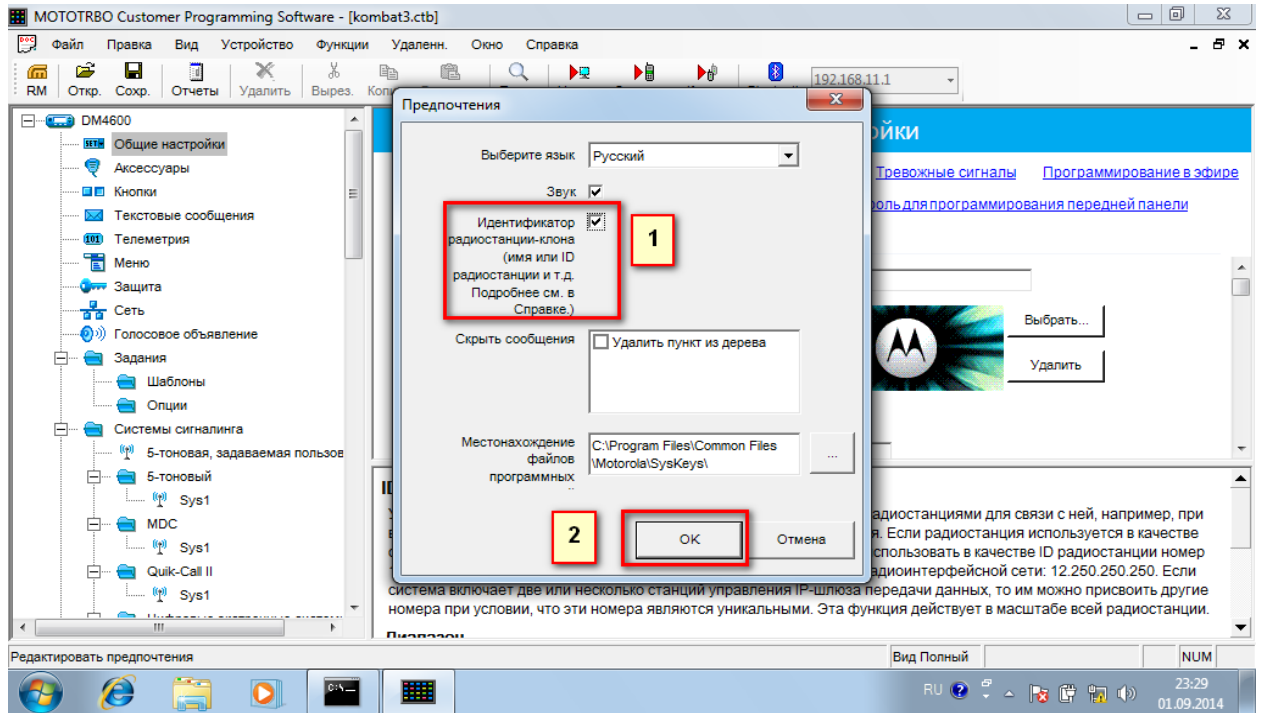 MOTOTRBO Customer Programming Software - [kombat3.ctb]
Файл Правка Вид Устройство Функции Удаленн. Окно Справка
RM Откр. Сохр. Отчеты Удалить Вырез. 192.168.11.1
Предпочтения
DM4600
Общие настройки
Аксессуары
Кнопки
Текстовые сообщения
Телеметрия
Меню
Защита
Сеть
Голосовое объявление
Задания
Шаблоны
Опции
Системы сигналинга
5-тоновая, задаваемая пользов
5-тоновый
Sys1
MDC
Sys1
Quik-Call II
Sys1
Выберите язык Русский
Звук
Идентификатор
радиостанции-клона
(имя или ID
радиостанции и т.д.
Подробнее см. в
Справке.)
1
Скрыть сообщения Удалить пункт из дерева
Местонахождение
файлов
программных
C:\Program Files\Common Files
\Motorola\SysKeys\
...
2
OK Отмена
ойки
Тревожные сигналы Программирование в эфире
роль для программирования передней панели
Выбрать...
Удалить
адиостанциями для связи с ней, например, при
я. Если радиостанция используется в качестве
спользовать в качестве ID радиостанции номер
адиоинтерфейсной сети: 12.250.250.250. Если
система включает две или несколько станций управления IP-шлюза передачи данных, то им можно присвоить другие
номера при условии, что эти номера являются уникальными. Эта функция действует в масштабе всей радиостанции.
Редактировать предпочтения Вид Полный NUM
RU 23:29
01.09.2014